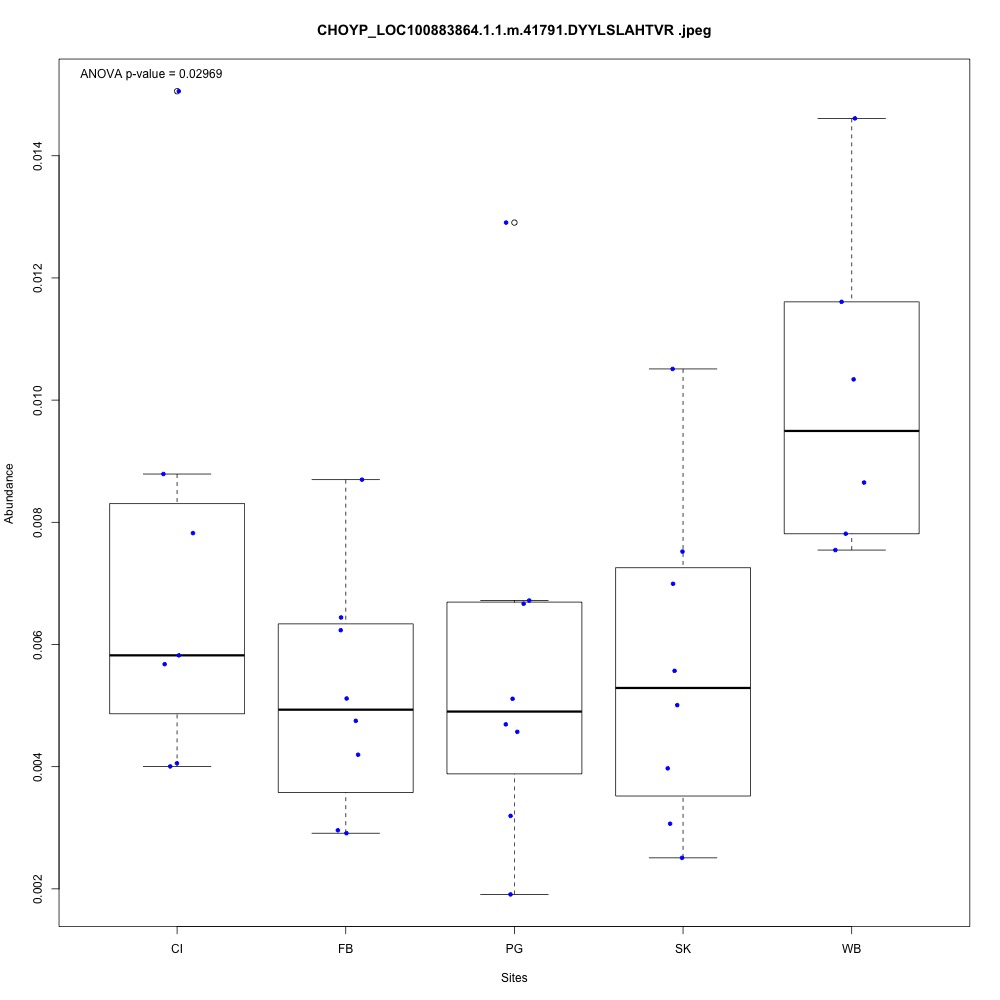 CHOYP_LOC100883864.1.1.m.41791.DYYLSLAHTVR .jpeg
ANOVA p-value = 0.02969
0.014
0.012
0.010
0.008
0.006
0.004
0.002
Abundance
CI FB PG SK WB
Sites